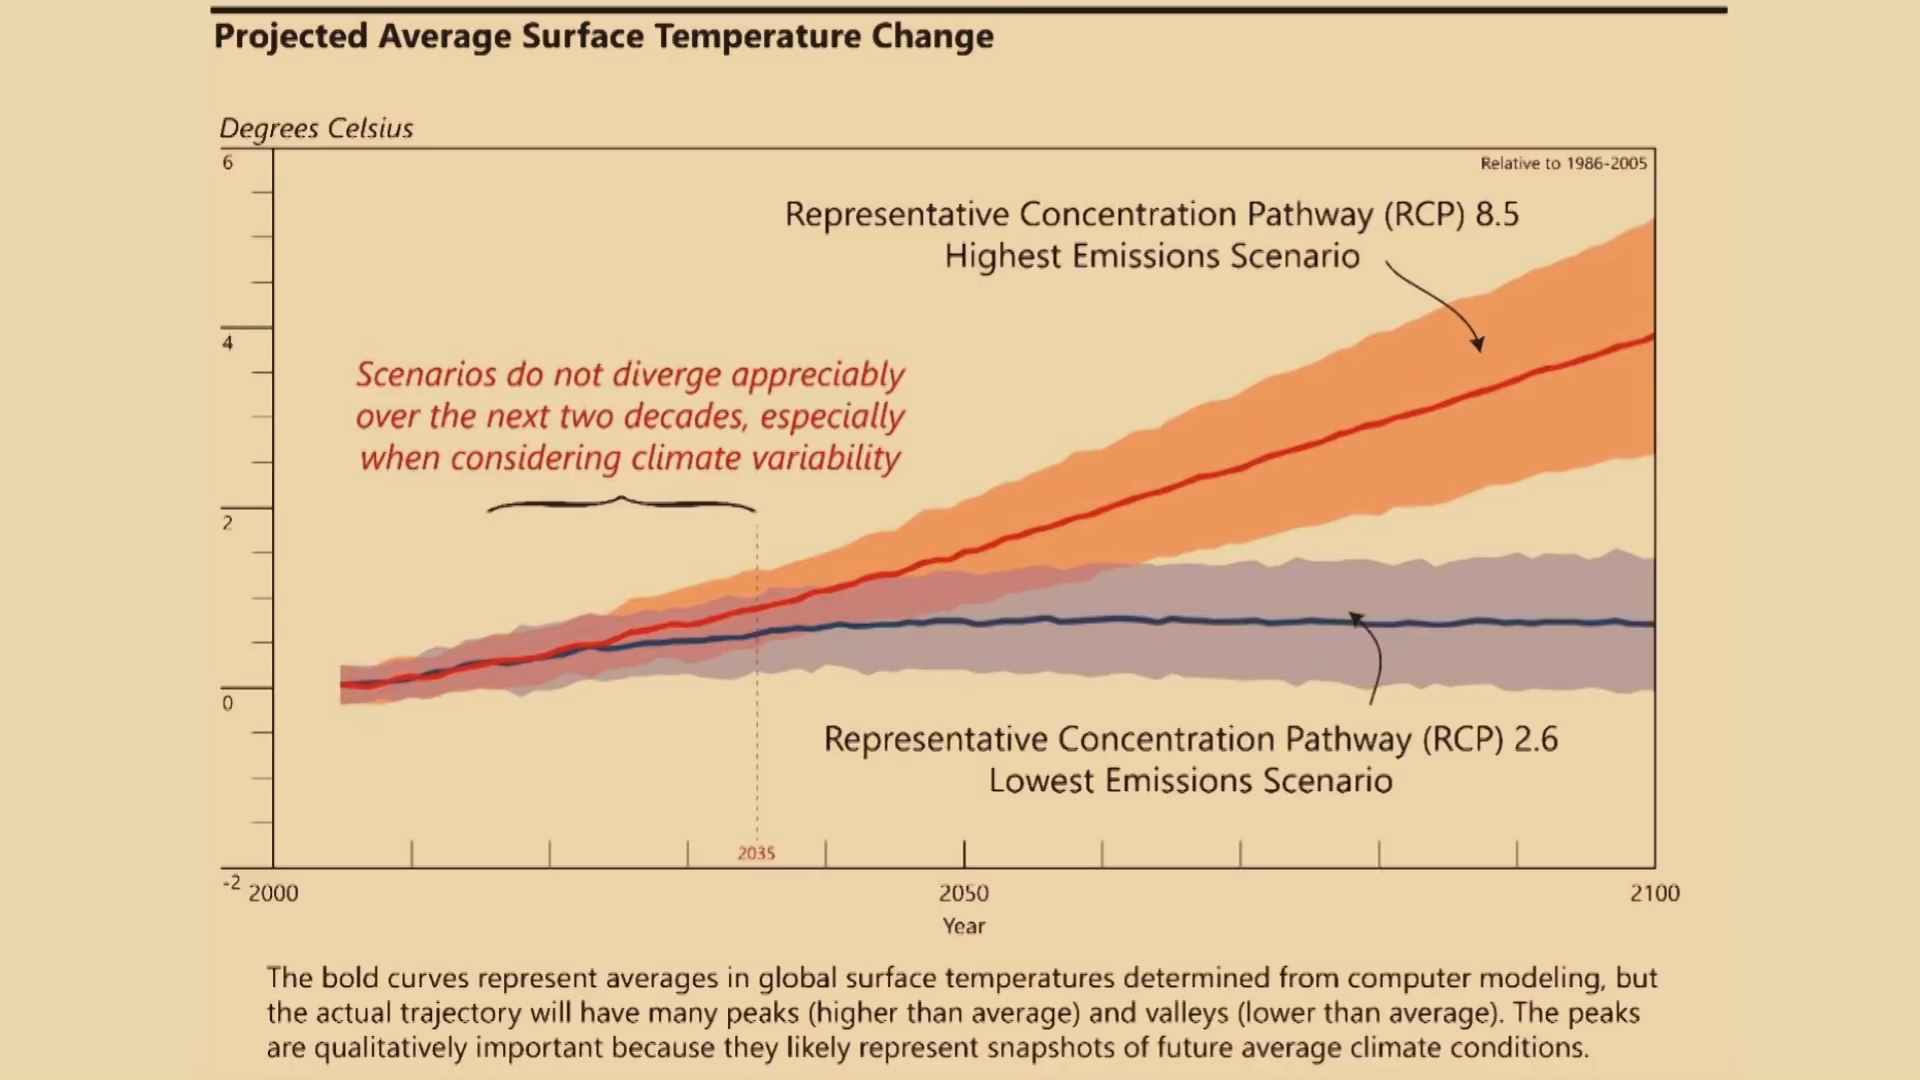 Projected Average Surface Temperature Change
Degrees Celsius
6
Relative to 1986-2005
Representative Concentration Pathway (RCP) 8.5
Highest Emissions Scenario
4
Scenarios do not diverge appreciably
over the next two decades, especially
when considering climate variability
2
0
Representative Concentration Pathway (RCP) 2.6
Lowest Emissions Scenario
2035
-2
2000
2050
2100
Year
The bold curves represent averages in global surface temperatures determined from computer modeling, but
the actual trajectory will have many peaks (higher than average) and valleys (lower than average). The peaks
are qualitatively important because they likely represent snapshots of future average climate conditions.